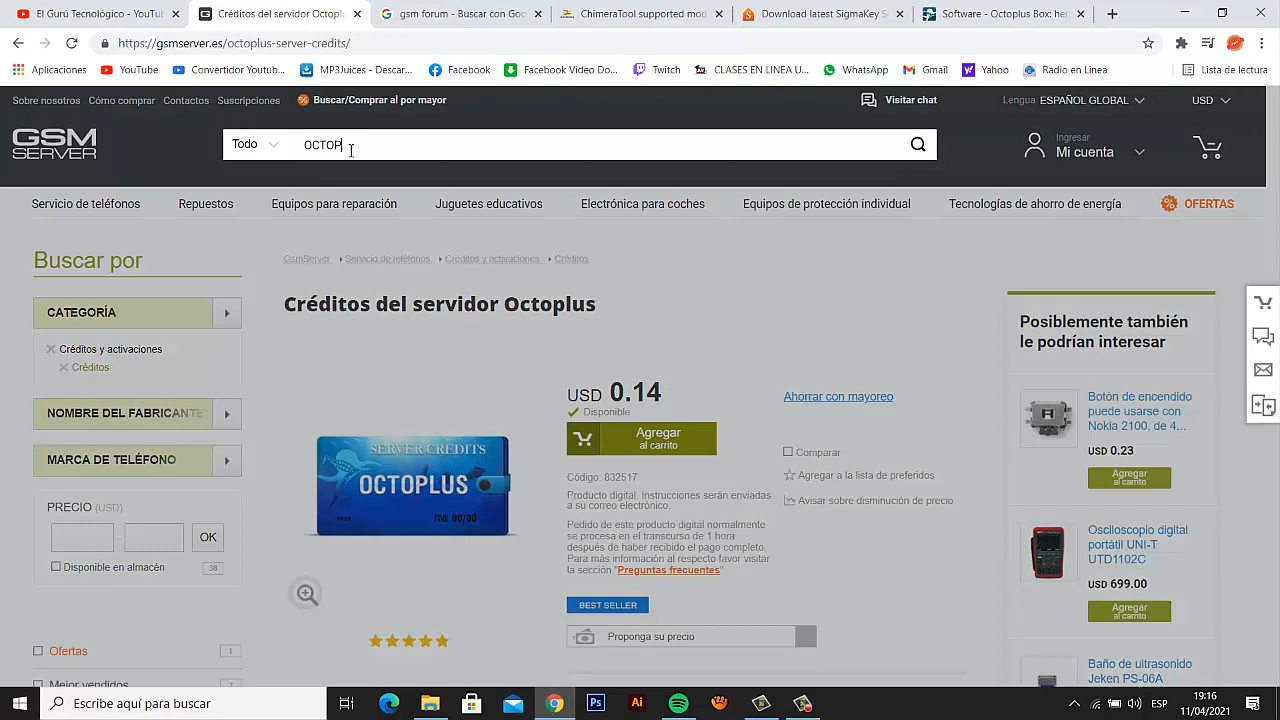 El Gurú Tecnológico - YouTu
Créditos del servidor Octoplu
gsm forum - Buscar con Goo
ChimeraTool supported mod
Download latest SigmaKey S
Software - Octoplus Box: he
https://gsmserver.es/octoplus-server-credits/
Aplicaciones
YouTube
Convertidor Youtub...
MP3Juices - Descar...
Facebook
Facebook Video Do...
Twitch
CLASES EN LINEA U...
WhatsApp
Gmail
Yahoo
Radio en Linea
Lista de lectura
Sobre nosotros Cómo comprar Contactos Suscripciones Buscar/Comprar al por mayor Visitar chat Lengua ESPAÑOL GLOBAL USD
GSM
SERVER
Todo
OCTOP
Ingresar
Mi cuenta
Servicio de teléfonos Repuestos Equipos para reparación Juguetes educativos Electrónica para coches Equipos de protección individual Tecnologías de ahorro de energía OFERTAS
Buscar por
CATEGORÍA
Créditos y activaciones
Créditos
NOMBRE DEL FABRICANTE
MARCA DE TELÉFONO
PRECIO (USD)
OK
Disponible en almacén 38
Ofertas 1
Mejor vendidos
GsmServer Servicio de teléfonos Créditos y activaciones Créditos
Créditos del servidor Octoplus
SERVER CREDITS
OCTOPLUS
USD 0.14
Disponible
Agregar
al carrito
Código: 832517
Producto digital. Instrucciones serán enviadas
a su correo electrónico.
Pedido de este producto digital normalmente
se procesa en el transcurso de 1 hora
después de haber recibido el pago completo.
Para más información al respecto favor visitar
la sección "Preguntas frecuentes"
BEST SELLER
Proponga su precio
Ahorrar con mayoreo
Comparar
Agregar a la lista de preferidos
Avisar sobre disminución de precio
Posiblemente también
le podrían interesar
Botón de encendido
puede usarse con
Nokia 2100, de 4...
USD 0.23
Agregar
al carrito
Osciloscopio digital
portátil UNI-T
UTD1102C
USD 699.00
Agregar
al carrito
Baño de ultrasonido
Jeken PS-06A
Escribe aquí para buscar
ESP
19:16
11/04/2021